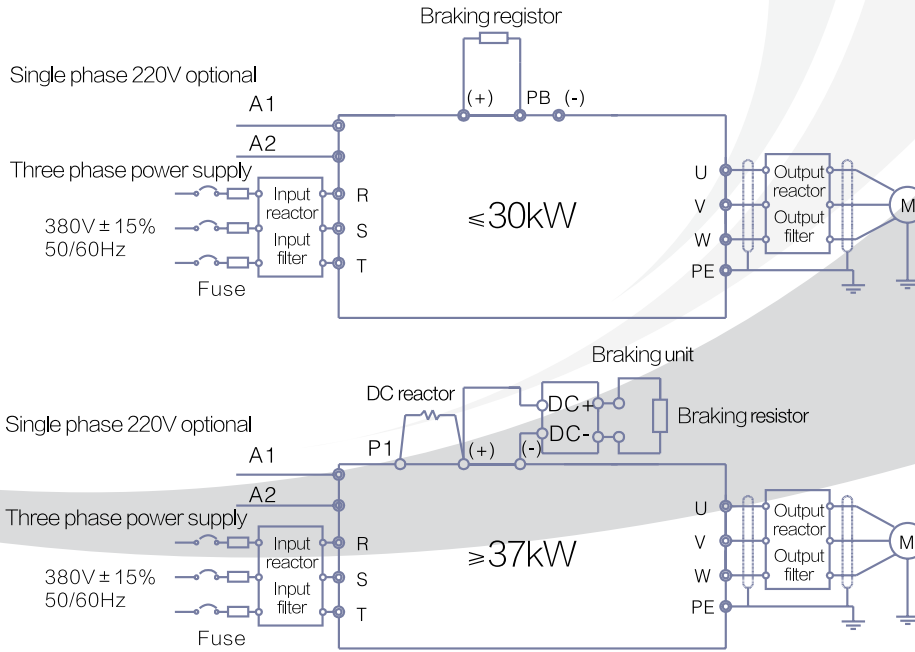 Braking registor
Single phase 220V optional
(+) PB (-)
A1
A2
Three phase power supply
380V ± 15%
50/60Hz
Fuse
Input
reactor
Input
filter
R
S
T
≤30kW
U
V
W
PE
Output
reactor
Output
filter
M
Braking unit
DC reactor
DC+
DC-
Braking resistor
Single phase 220V optional
P1 (+) (-)
A1
A2
Three phase power supply
380V ± 15%
50/60Hz
Fuse
Input
reactor
Input
filter
R
S
T
≥37kW
U
V
W
PE
Output
reactor
Output
filter
M